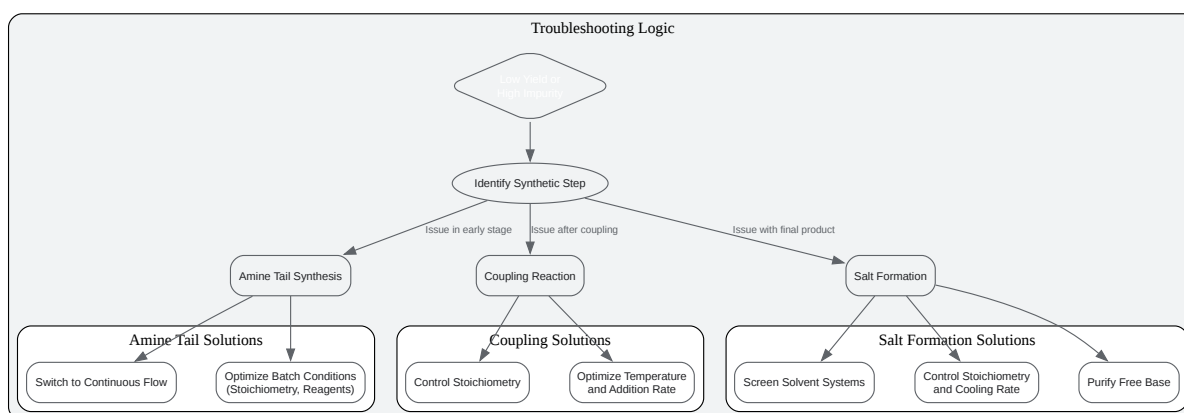 Troubleshooting Logic
Low Yield or
High Impurity
Identify Synthetic Step
Issue in early stage
Issue after coupling
Issue with final product
Amine Tail Synthesis
Coupling Reaction
Salt Formation
Amine Tail Solutions
Coupling Solutions
Salt Formation Solutions
Switch to Continuous Flow
Optimize Batch Conditions
(Stoichiometry, Reagents)
Control Stoichiometry
Optimize Temperature
and Addition Rate
Screen Solvent Systems
Control Stoichiometry
and Cooling Rate
Purify Free Base